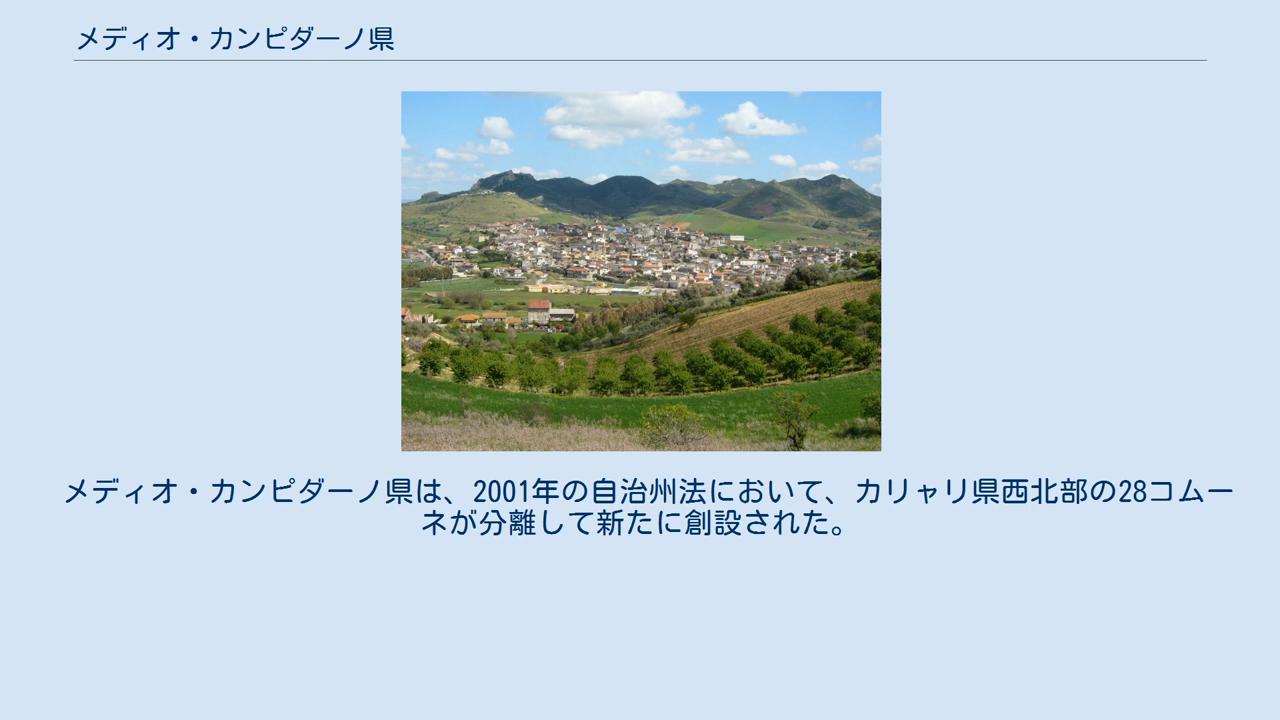 メディオ・カンピダーノ県
メディオ・カンピダーノ県は、2001年の自治州法において、カリャリ県西北部の28コムー
ネが分離して新たに創設された。